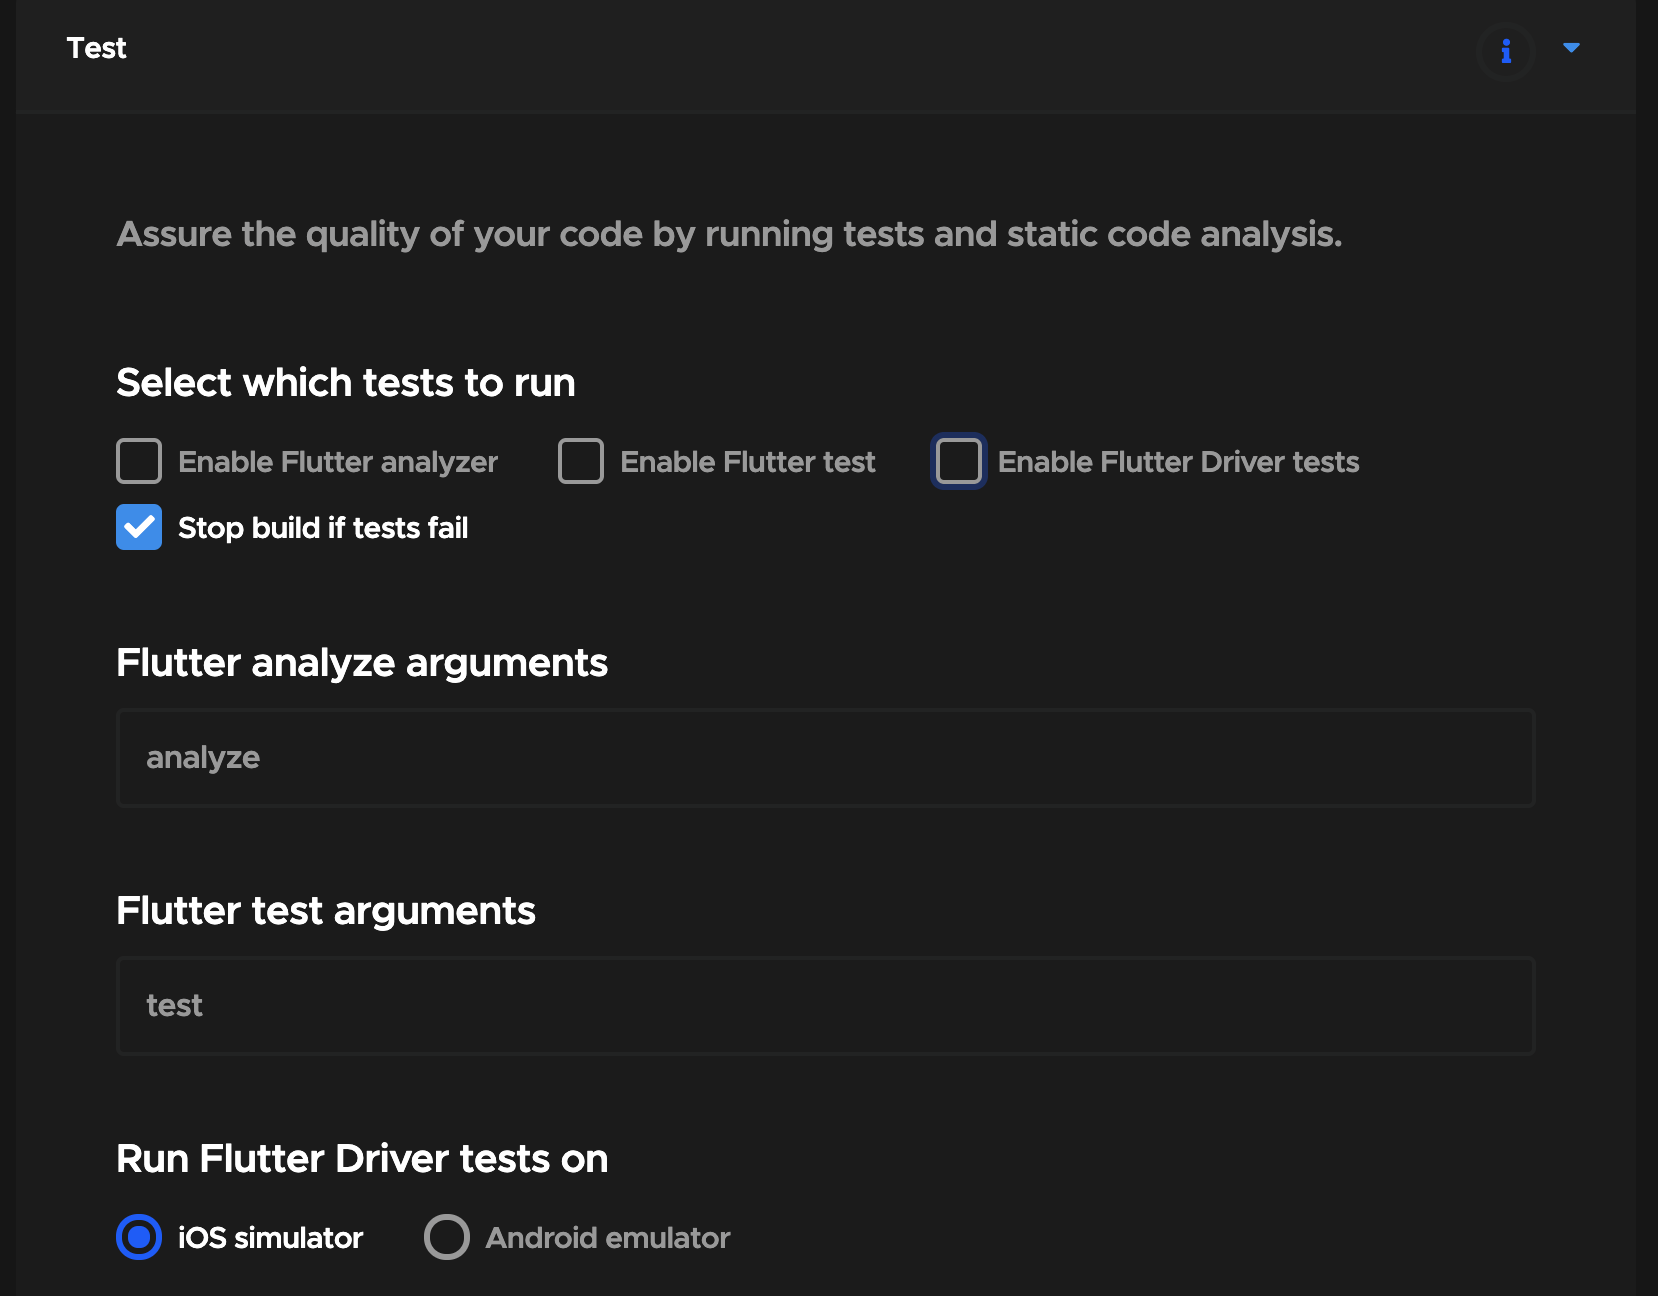 Test
Assure the quality of your code by running tests and static code analysis.
Select which tests to run
Enable Flutter analyzer Enable Flutter test Enable Flutter Driver tests
Stop build if tests fail
Flutter analyze arguments
analyze
Flutter test arguments
test
Run Flutter Driver tests on
iOS simulator Android emulator